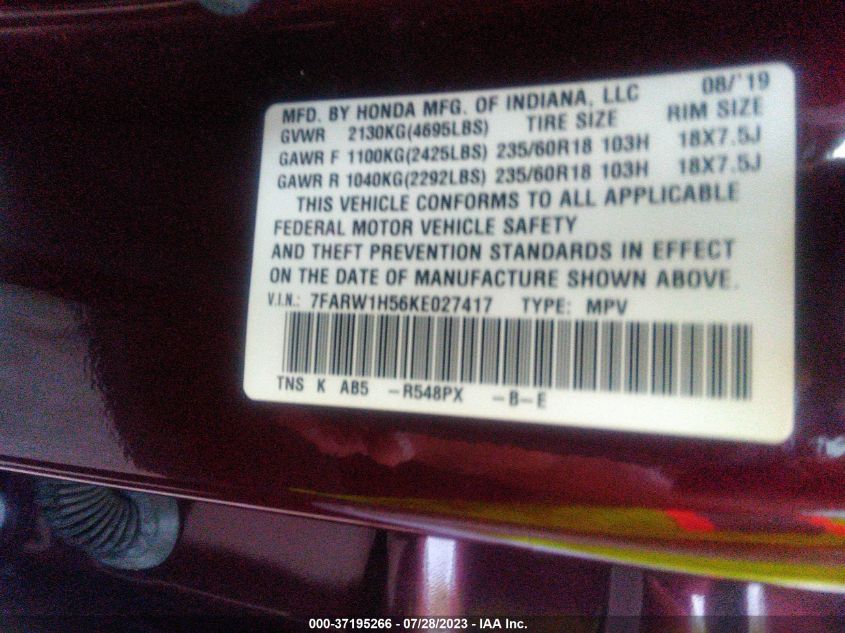 MFD. BY HONDA MFG. OF INDIANA, LLC 08/'19
GVWR 2130KG(4695LBS) TIRE SIZE RIM SIZE
GAWR F 1100KG(2425LBS) 235/60R18 103H 18X7.5J
GAWR R 1040KG(2292LBS) 235/60R18 103H 18X7.5J
THIS VEHICLE CONFORMS TO ALL APPLICABLE
FEDERAL MOTOR VEHICLE SAFETY
AND THEFT PREVENTION STANDARDS IN EFFECT
ON THE DATE OF MANUFACTURE SHOWN ABOVE.
V.I.N.: 7FARW1H56KE027417 TYPE: MPV
TNS K AB5 -R548PX -B-E
000-37195266 - 07/28/2023 - IAA Inc.